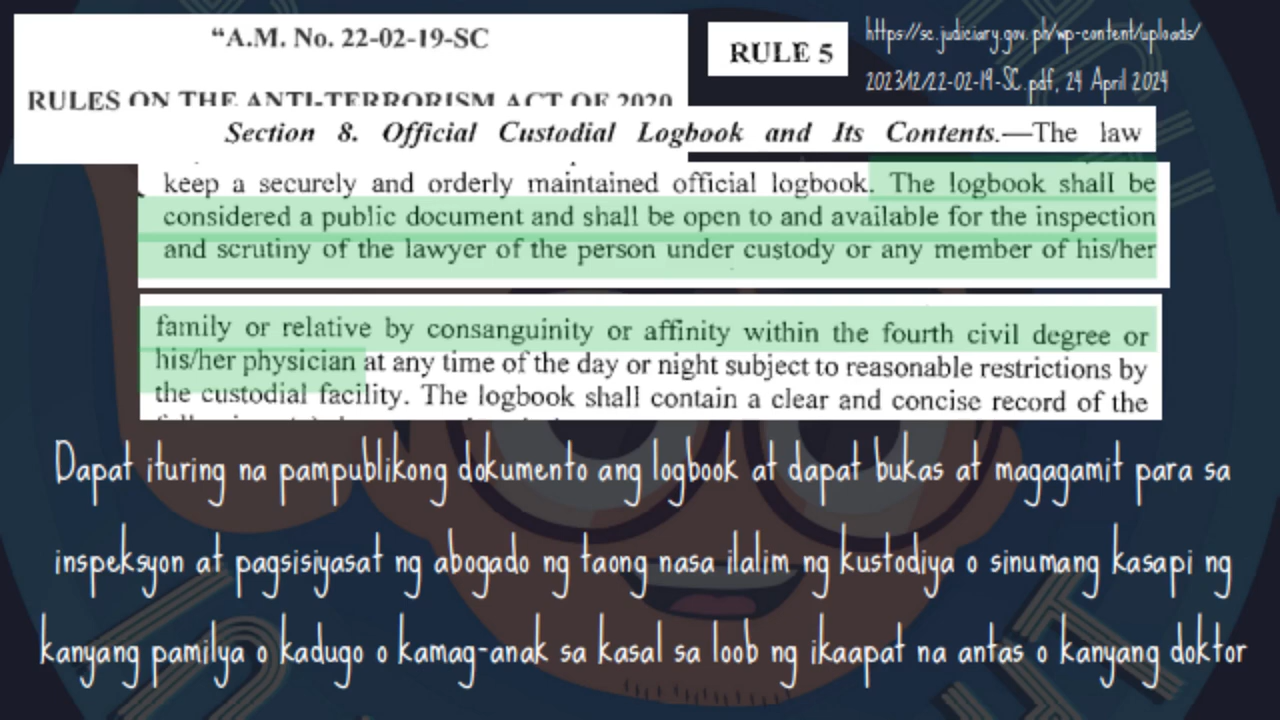 “A.M. No. 22-02-19-SC
RULE 5
https://sc.judiciary.gov.ph/wp-content/uploads/
2023/12/22-02-19-SC.pdf, 24 April 2024
RULES ON THE ANTI-TERRORISM ACT OF 2020
Section 8. Official Custodial Logbook and Its Contents.—The law
keep a securely and orderly maintained official logbook. The logbook shall be
considered a public document and shall be open to and available for the inspection
and scrutiny of the lawyer of the person under custody or any member of his/her
family or relative by consanguinity or affinity within the fourth civil degree or
his/her physician at any time of the day or night subject to reasonable restrictions by
the custodial facility. The logbook shall contain a clear and concise record of the
Dapat ituring na pampublikong dokumento ang logbook at dapat bukas at magagamit para sa
inspeksyon at pagsisiyasat ng abogado ng taong nasa ilalim ng kustodiya o sinumang kasapi ng
kanyang pamilya o kadugo o kamag-anak sa kasal sa loob ng ikaapat na antas o kanyang doktor